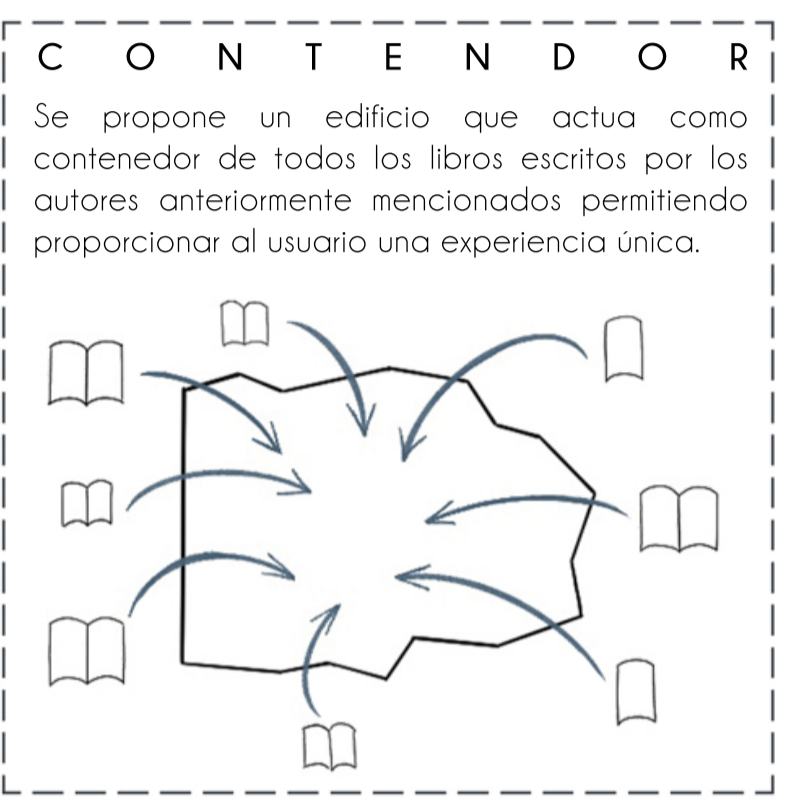 CONTENDOR
Se propone un edificio que actua como
contenedor de todos los libros escritos por los
autores anteriormente mencionados permitiendo
proporcionar al usuario una experiencia única.